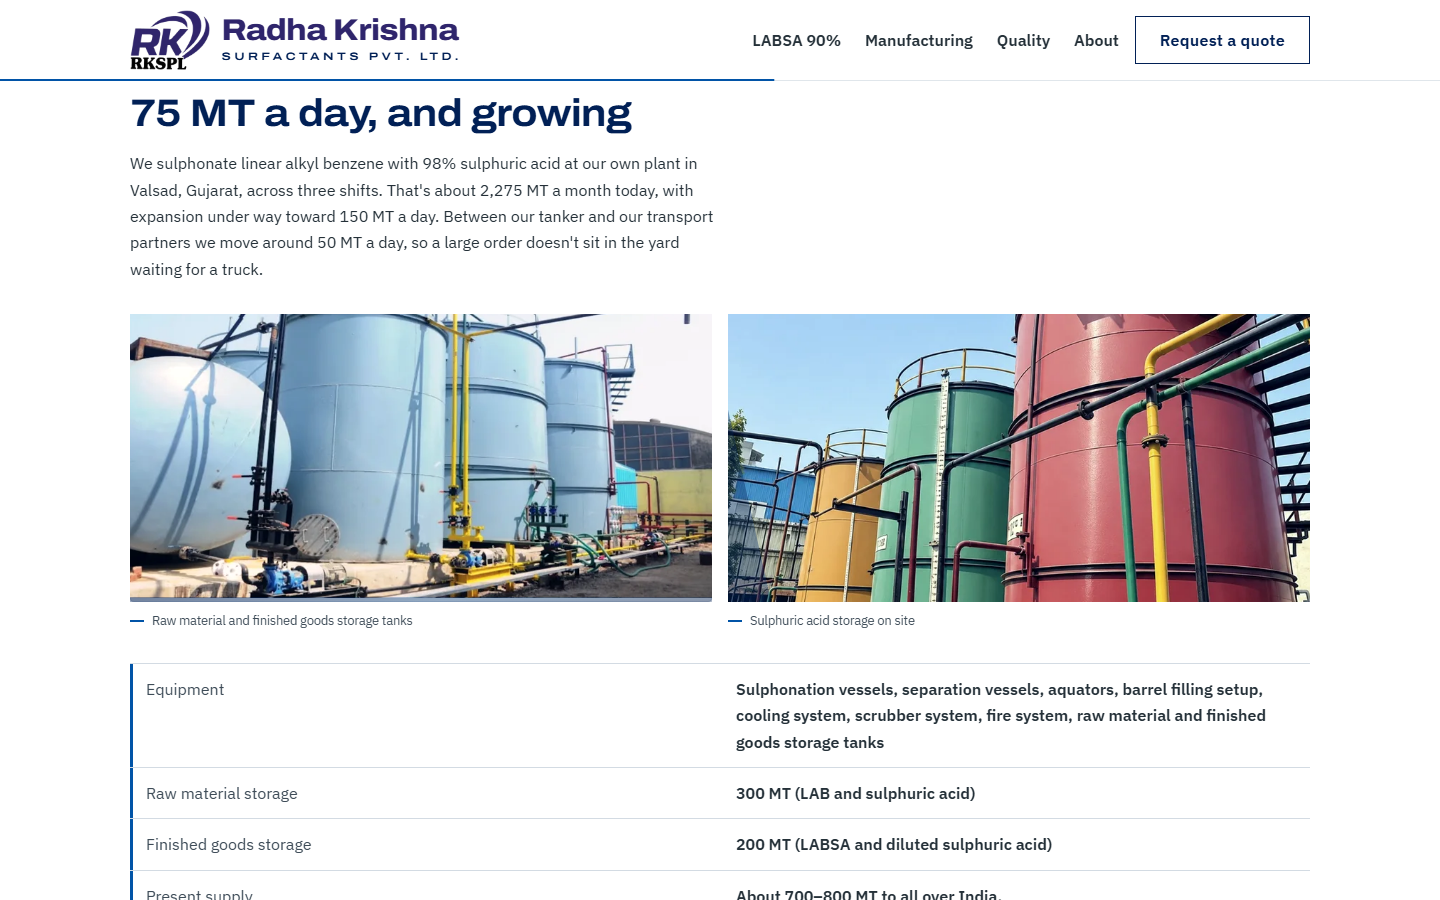 RK
RKSPL
Radha Krishna
SURFACTANTS PVT. LTD.
LABSA 90%
Manufacturing
Quality
About
Request a quote
75 MT a day, and growing
We sulphonate linear alkyl benzene with 98% sulphuric acid at our own plant in
Valsad, Gujarat, across three shifts. That's about 2,275 MT a month today, with
expansion under way toward 150 MT a day. Between our tanker and our transport
partners we move around 50 MT a day, so a large order doesn't sit in the yard
waiting for a truck.
Raw material and finished goods storage tanks
Sulphuric acid storage on site
Equipment
Sulphonation vessels, separation vessels, aquators, barrel filling setup,
cooling system, scrubber system, fire system, raw material and finished
goods storage tanks
Raw material storage
300 MT (LAB and sulphuric acid)
Finished goods storage
200 MT (LABSA and diluted sulphuric acid)
Present supply
About 700–800 MT to all over India.